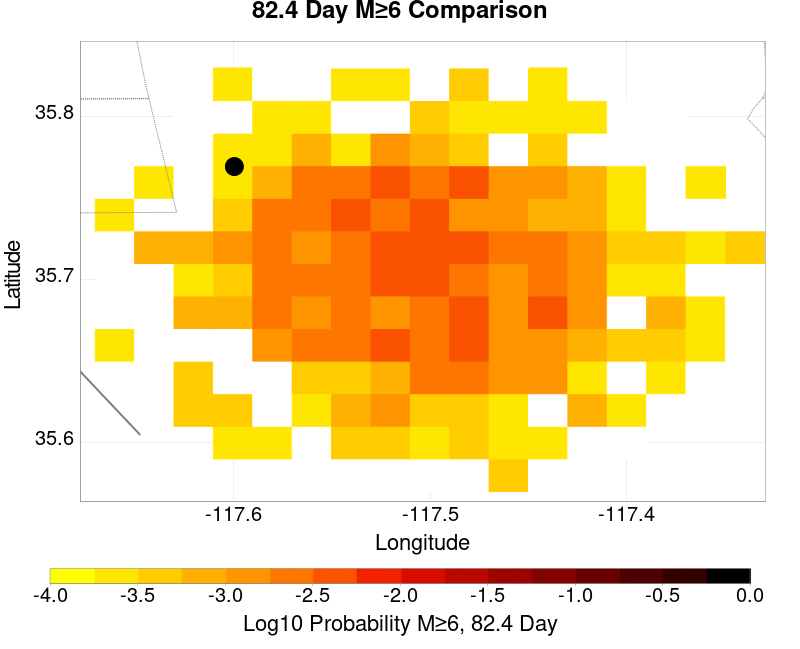 82.4 Day M≥6 Comparison
35.8
35.7
35.6
Latitude
-117.6 -117.5 -117.4
Longitude
-4.0 -3.5 -3.0 -2.5 -2.0 -1.5 -1.0 -0.5 0.0
Log10 Probability M≥6, 82.4 Day